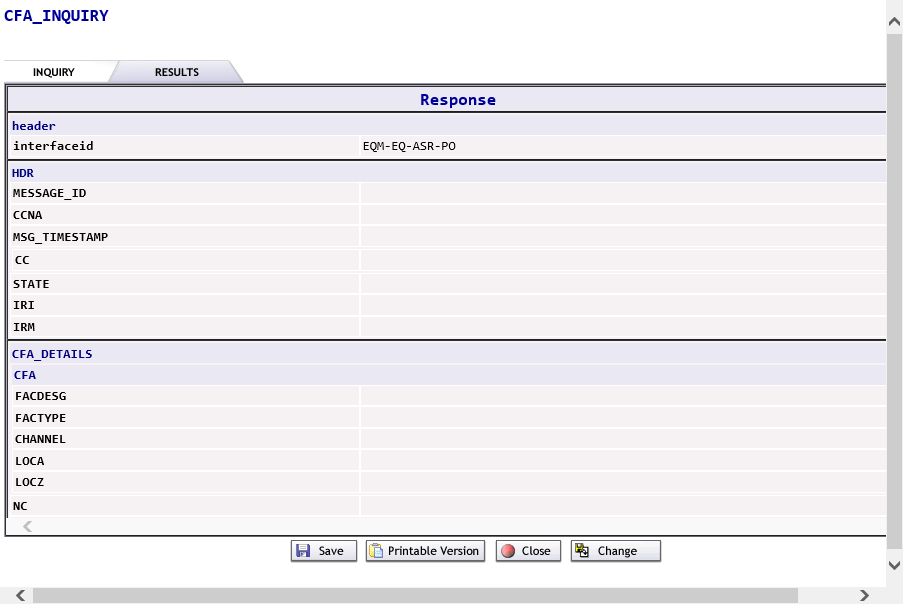 CFA_INQUIRY
INQUIRY RESULTS
Response
header
interfaceid EQM-EQ-ASR-PO
HDR
MESSAGE_ID
CCNA
MSG_TIMESTAMP
CC
STATE
IRI
IRM
CFA_DETAILS
CFA
FACDESG
FACTYPE
CHANNEL
LOCA
LOCZ
NC
Save Printable Version Close Change